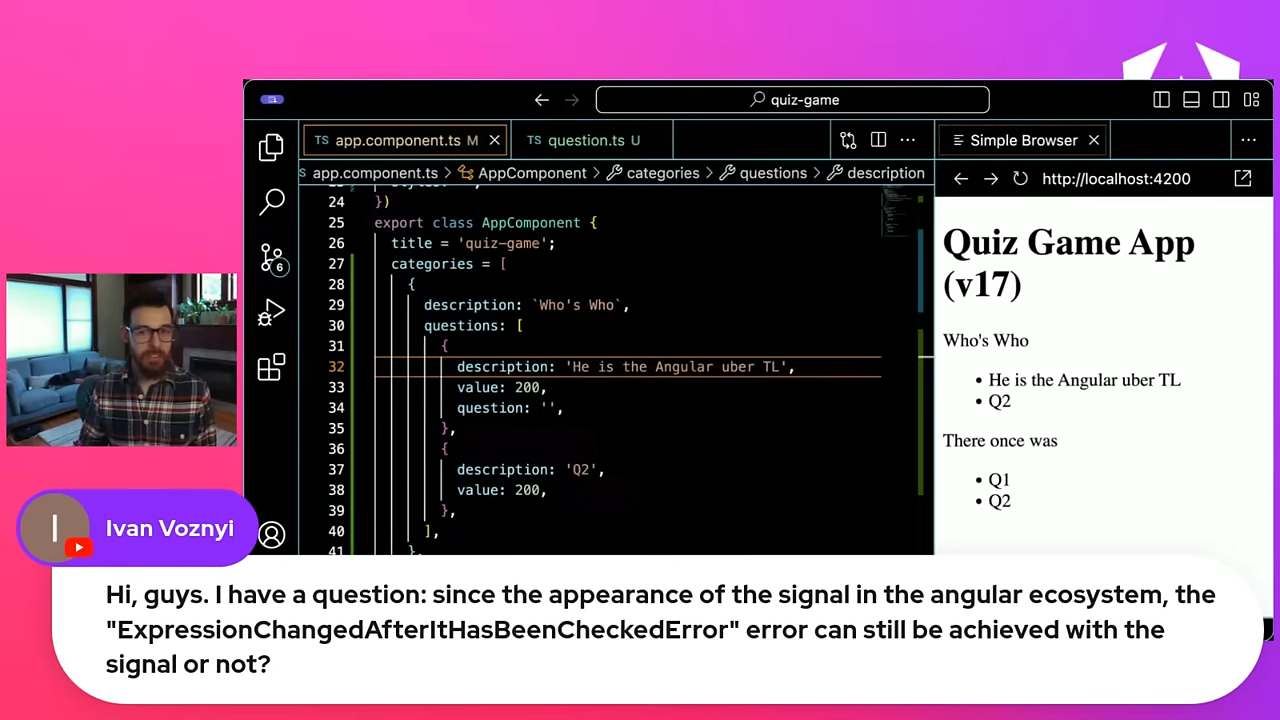 quiz-game
TS app.component.ts M
TS question.ts U
Simple Browser
app.component.ts > AppComponent > categories > questions > description
http://localhost:4200
24 })
25 export class AppComponent {
26 title = 'quiz-game';
27 categories = [
28 {
29 description: `Who's Who`,
30 questions: [
31 {
32 description: 'He is the Angular uber TL',
33 value: 200,
34 question: '',
35 },
36 {
37 description: 'Q2',
38 value: 200,
39 },
40 ],
41 },
6
Quiz Game App
(v17)
Who's Who
• He is the Angular uber TL
• Q2
There once was
• Q1
• Q2
I
Ivan Voznyi
Hi, guys. I have a question: since the appearance of the signal in the angular ecosystem, the
"ExpressionChangedAfterItHasBeenCheckedError" error can still be achieved with the
signal or not?